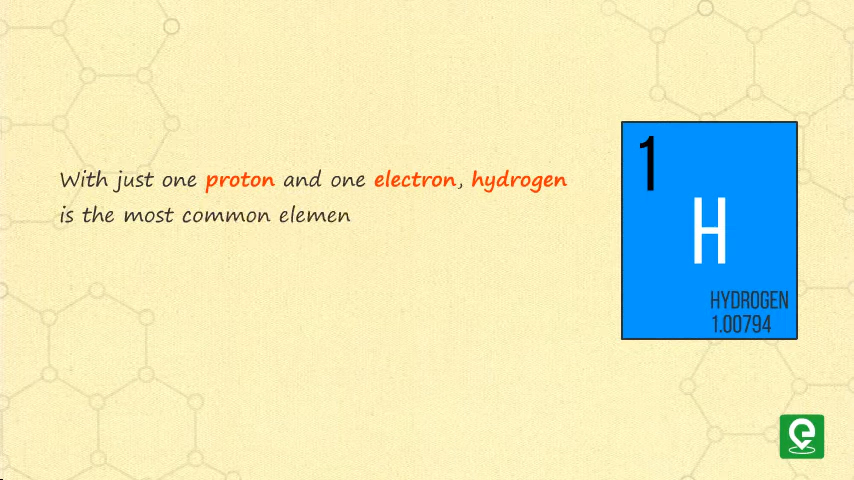 With just one proton and one electron, hydrogen
is the most common elemen
1
H
HYDROGEN
1.00794